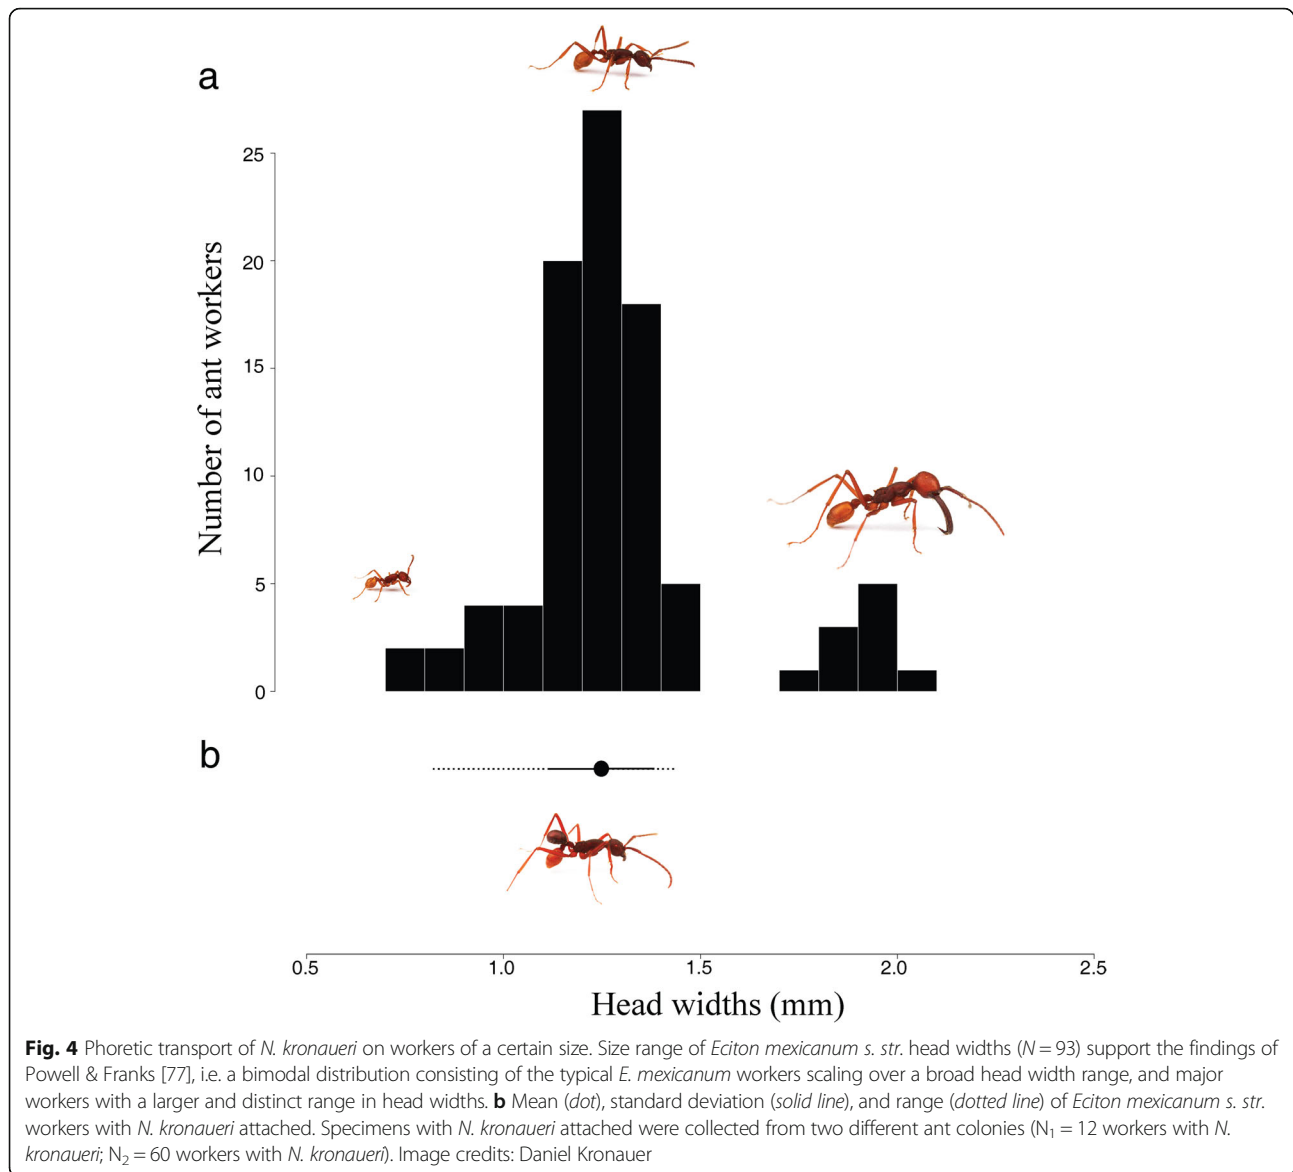 a
25
20
15
10
5
0
Number of ant workers
b
0.5 1.0 1.5 2.0 2.5
Head widths (mm)
Fig. 4 Phoretic transport of N. kronaueri on workers of a certain size. Size range of Eciton mexicanum s. str. head widths (N = 93) support the findings of
Powell & Franks [77], i.e. a bimodal distribution consisting of the typical E. mexicanum workers scaling over a broad head width range, and major
workers with a larger and distinct range in head widths. b Mean (dot), standard deviation (solid line), and range (dotted line) of Eciton mexicanum s. str.
workers with N. kronaueri attached. Specimens with N. kronaueri attached were collected from two different ant colonies (N₁ = 12 workers with N.
kronaueri; N₂ = 60 workers with N. kronaueri). Image credits: Daniel Kronauer